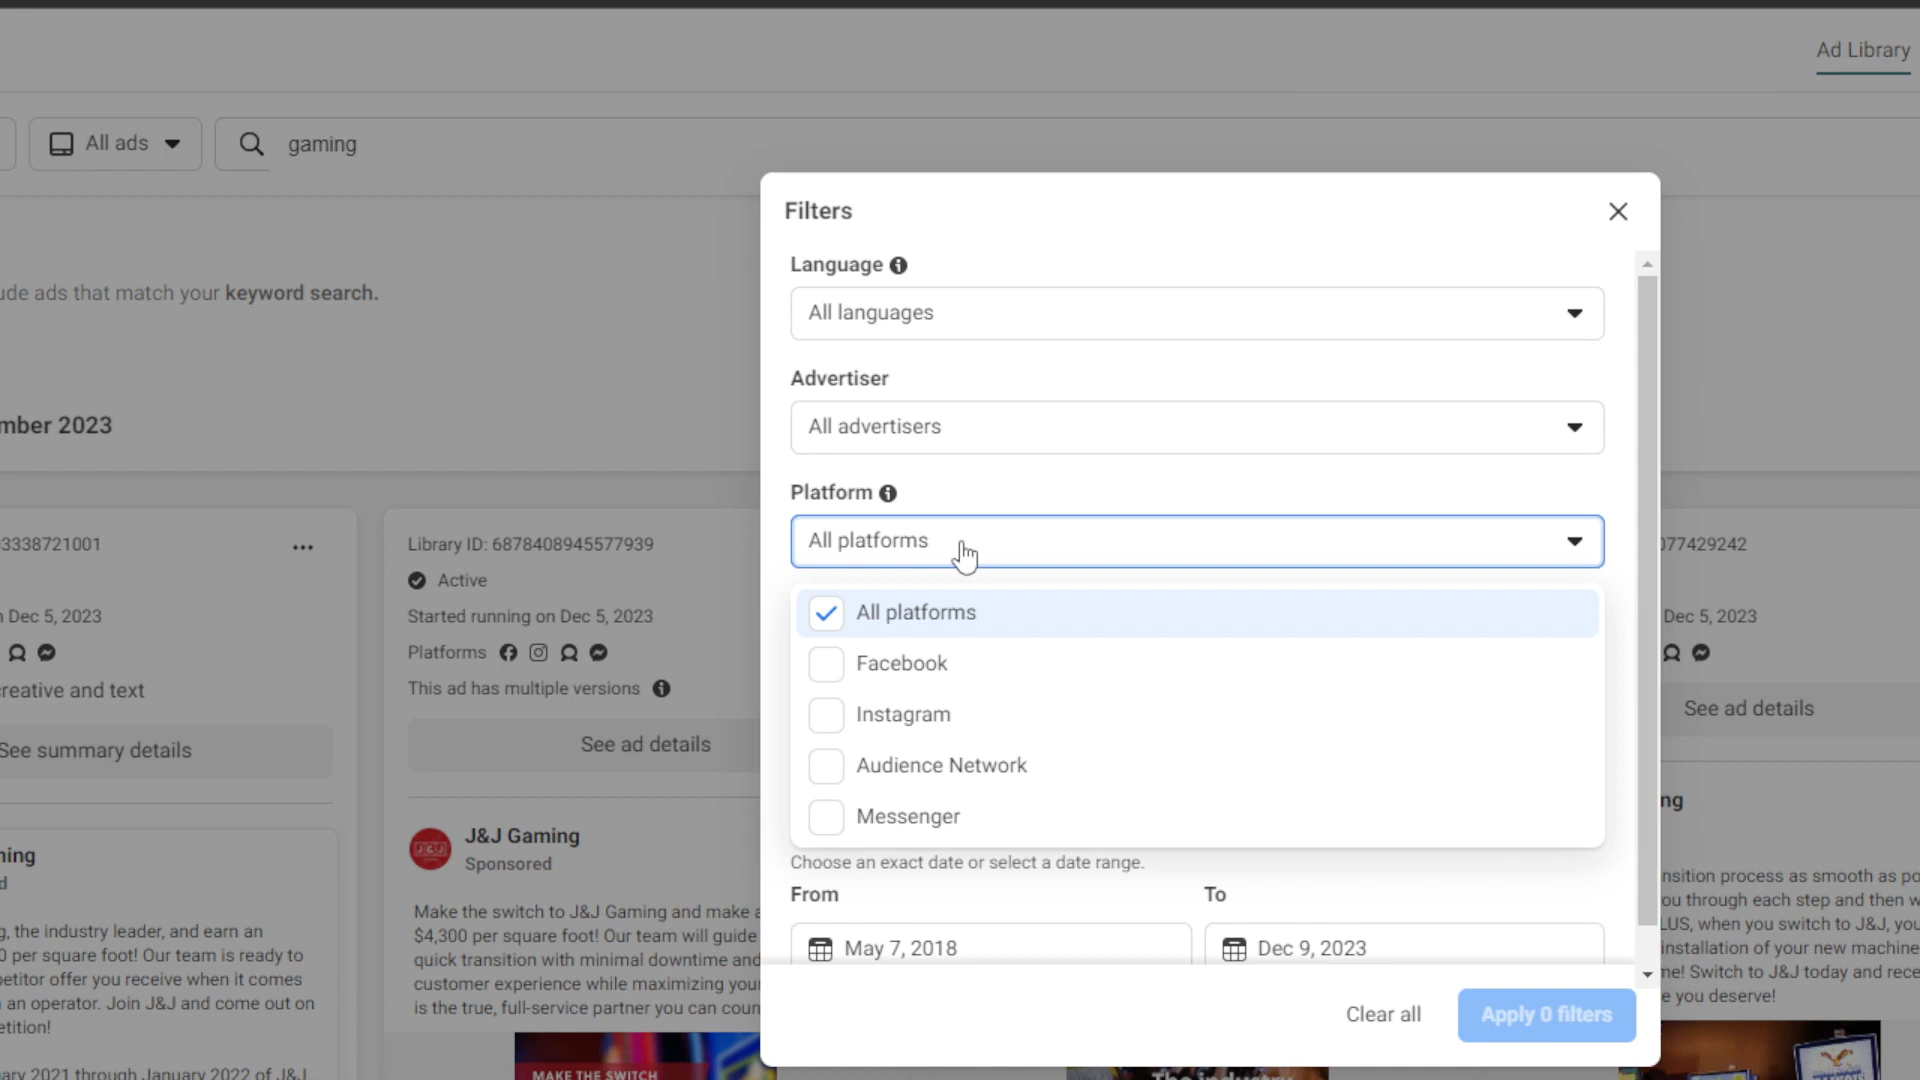 Ad Library
All ads
gaming
ude ads that match your keyword search.
mber 2023
Filters
Language
All languages
Advertiser
All advertisers
Platform
All platforms
All platforms
Facebook
Instagram
Audience Network
Messenger
Choose an exact date or select a date range.
From
To
May 7, 2018
Dec 9, 2023
Clear all
Apply 0 filters
3338721001
Dec 5, 2023
reative and text
See summary details
ning
d
g, the industry leader, and earn an
0 per square foot! Our team is ready to
petitor offer you receive when it comes
an operator. Join J&J and come out on
etition!
ary 2021 through January 2022 of J&J
Library ID: 6878408945577939
Active
Started running on Dec 5, 2023
Platforms
This ad has multiple versions
See ad details
J&J Gaming
Sponsored
J&J
Make the switch to J&J Gaming and make a
$4,300 per square foot! Our team will guide
quick transition with minimal downtime and
customer experience while maximizing your
is the true, full-service partner you can coun
MAKE THE SWITCH
The industry
077429242
Dec 5, 2023
See ad details
ng
nsition process as smooth as po
ou through each step and then w
LUS, when you switch to J&J, you
installation of your new machine
me! Switch to J&J today and rece
e you deserve!